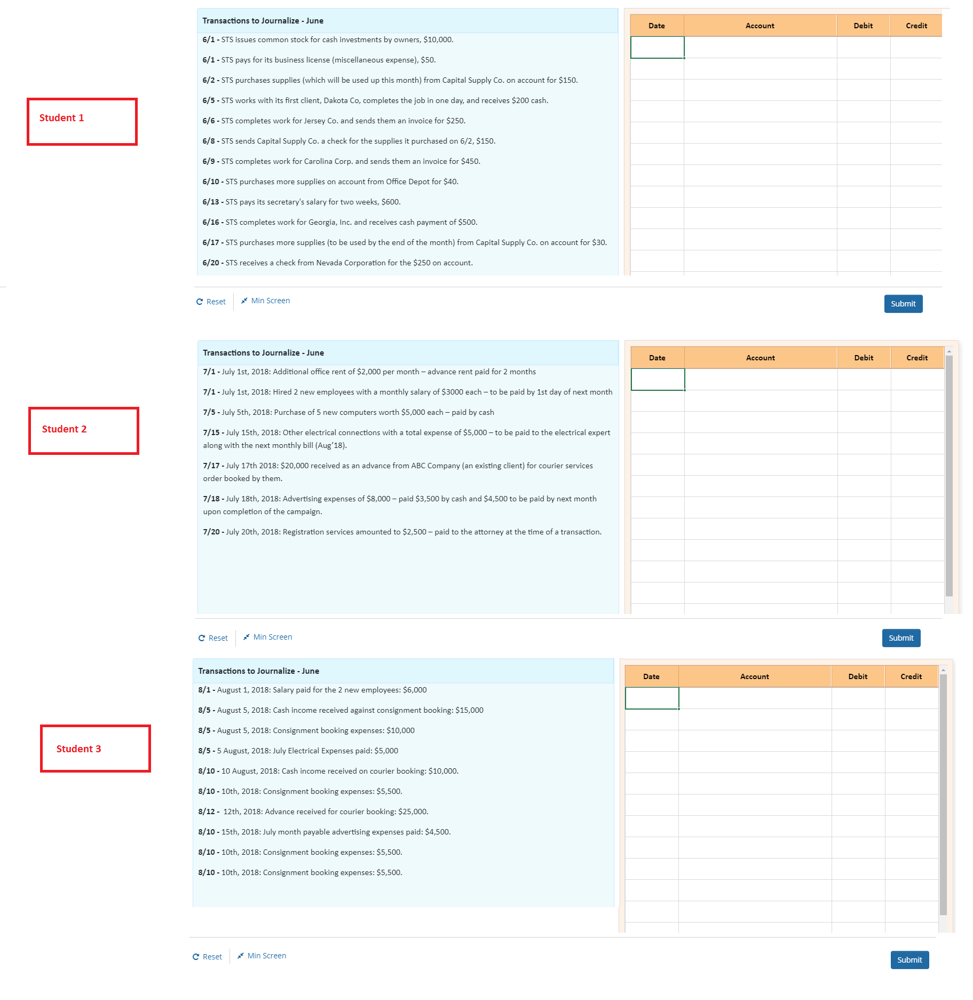 Student 1
Transactions to Journalize - June
6/1 - STS issues common stock for cash investments by owners, $10,000.
6/1 - STS pays for its business license (miscellaneous expense), $50.
6/2 - STS purchases supplies (which will be used up this month) from Capital Supply Co. on account for $150.
6/5 - STS works with its first client, Dakota Co, completes the job in one day, and receives $200 cash.
6/6 - STS completes work for Jersey Co. and sends them an invoice for $250.
6/8 - STS sends Capital Supply Co. a check for the supplies it purchased on 6/2, $150.
6/9 - STS completes work for Carolina Corp. and sends them an invoice for $450.
6/10 - STS purchases more supplies on account from Office Depot for $40.
6/13 - STS pays its secretary's salary for two weeks, $600.
6/16 - STS completes work for Georgia, Inc. and receives cash payment of $500.
6/17 - STS purchases more supplies (to be used by the end of the month) from Capital Supply Co. on account for $30.
6/20 - STS receives a check from Nevada Corporation for the $250 on account.
Date Account Debit Credit
Reset Min Screen Submit
Student 2
Transactions to Journalize - June
7/1 - July 1st, 2018: Additional office rent of $2,000 per month – advance rent paid for 2 months
7/1 - July 1st, 2018: Hired 2 new employees with a monthly salary of $3000 each – to be paid by 1st day of next month
7/5 - July 5th, 2018: Purchase of 5 new computers worth $5,000 each – paid by cash
7/15 - July 15th, 2018: Other electrical connections with a total expense of $5,000 – to be paid to the electrical expert
along with the next monthly bill (Aug’18).
7/17 - July 17th 2018: $20,000 received as an advance from ABC Company (an existing client) for courier services
order booked by them.
7/18 - July 18th, 2018: Advertising expenses of $8,000 – paid $3,500 by cash and $4,500 to be paid by next month
upon completion of the campaign.
7/20 - July 20th, 2018: Registration services amounted to $2,500 – paid to the attorney at the time of a transaction.
Date Account Debit Credit
Reset Min Screen Submit
Student 3
Transactions to Journalize - June
8/1 - August 1, 2018: Salary paid for the 2 new employees: $6,000
8/5 - August 5, 2018: Cash income received against consignment booking: $15,000
8/5 - August 5, 2018: Consignment booking expenses: $10,000
8/5 - 5 August, 2018: July Electrical Expenses paid: $5,000
8/10 - 10 August, 2018: Cash income received on courier booking: $10,000.
8/10 - 10th, 2018: Consignment booking expenses: $5,500.
8/12 - 12th, 2018: Advance received for courier booking: $25,000.
8/10 - 15th, 2018: July month payable advertising expenses paid: $4,500.
8/10 - 10th, 2018: Consignment booking expenses: $5,500.
8/10 - 10th, 2018: Consignment booking expenses: $5,500.
Date Account Debit Credit
Reset Min Screen Submit